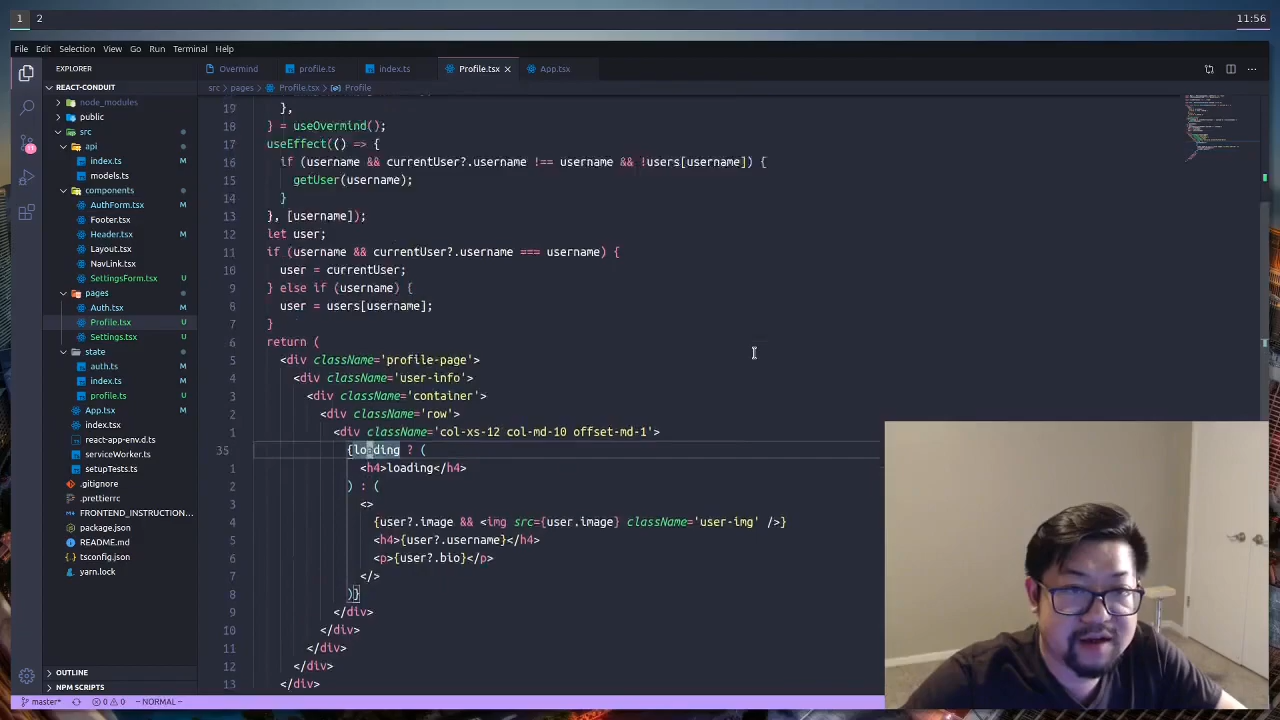 1 2 11:56
File Edit Selection View Go Run Terminal Help
EXPLORER
REACT-CONDUIT
node_modules
public
src
api
index.ts M
models.ts
components
AuthForm.tsx M
Footer.tsx
Header.tsx M
Layout.tsx
NavLink.tsx
SettingsForm.tsx U
pages
Auth.tsx M
Profile.tsx U
Settings.tsx U
state
auth.ts M
index.ts M
profile.ts U
App.tsx M
index.tsx
react-app-env.d.ts
serviceWorker.ts
setupTests.ts
.gitignore
.prettierrc
FRONTEND_INSTRUCTION...
package.json
README.md
tsconfig.json
yarn.lock
OUTLINE
NPM SCRIPTS
11
Overmind profile.ts index.ts Profile.tsx App.tsx
src > pages > Profile.tsx > Profile
19 },
18 } = useOvermind();
17 useEffect(() => {
16 if (username && currentUser?.username !== username && !users[username]) {
15 getUser(username);
14 }
13 }, [username]);
12 let user;
11 if (username && currentUser?.username === username) {
10 user = currentUser;
9 } else if (username) {
8 user = users[username];
7 }
6 return (
5 <div className='profile-page'>
4 <div className='user-info'>
3 <div className='container'>
2 <div className='row'>
1 <div className='col-xs-12 col-md-10 offset-md-1'>
35 {loading ? (
1 <h4>loading</h4>
2 ) : (
3 <>
4 {user?.image && <img src={user.image} className='user-img' />}
5 <h4>{user?.username}</h4>
6 <p>{user?.bio}</p>
7 </>
8 )}
9 </div>
10 </div>
11 </div>
12 </div>
13 </div>
master* 0 0 -- NORMAL --